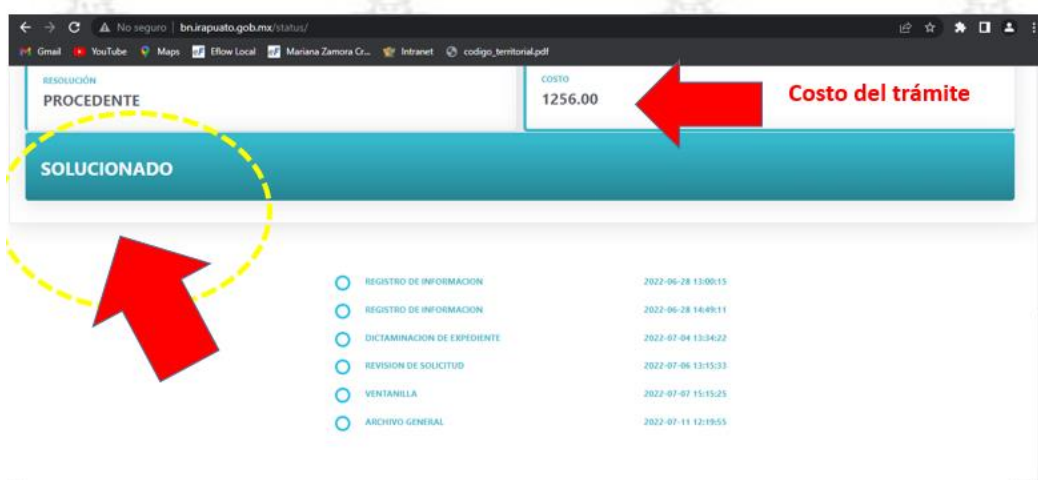 No seguro | bn.irapuato.gob.mx/status/
Gmail YouTube Maps eF Eflow Local eF Mariana Zamora Cr... Intranet codigo_territorial.pdf
RESOLUCIÓN
PROCEDENTE
COSTO
1256.00
Costo del trámite
SOLUCIONADO
REGISTRO DE INFORMACION 2022-06-28 13:00:15
REGISTRO DE INFORMACION 2022-06-28 14:49:11
DICTAMINACION DE EXPEDIENTE 2022-07-04 13:34:22
REVISION DE SOLICITUD 2022-07-06 13:15:33
VENTANILLA 2022-07-07 15:15:25
ARCHIVO GENERAL 2022-07-11 12:19:55